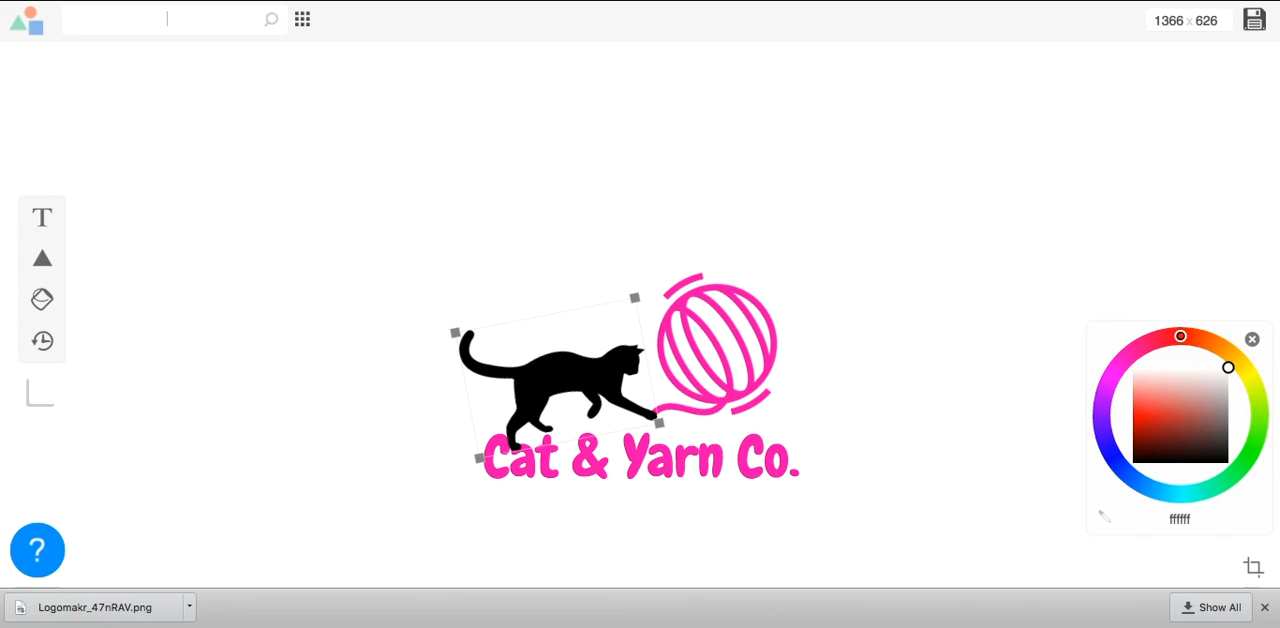 1366 x 626
T
Cat & Yarn Co.
ffffff
?
Logomakr_47nRAV.png
Show All